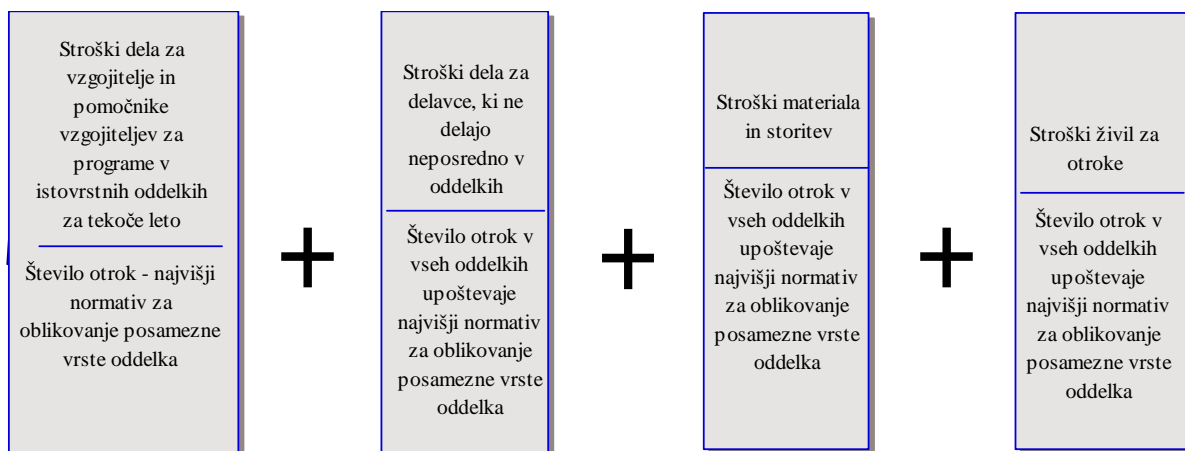 Stroški dela za
vzgojitelje in
pomočnike
vzgojiteljev za
programe v
istovrstnih oddelkih
za tekoče leto
Število otrok - najvišji
normativ za
oblikovanje posamezne
vrste oddelka
+
Stroški dela za
delavce, ki ne
delajo
neposredno v
oddelkih
Število otrok v
vseh oddelkih
upoštevaje
najvišji normativ
za oblikovanje
posamezne vrste
oddelka
+
Stroški materiala
in storitev
Število otrok v
vseh oddelkih
upoštevaje
najvišji normativ
za oblikovanje
posamezne vrste
oddelka
+
Stroški živil za
otroke
Število otrok v
vseh oddelkih
upoštevaje
najvišji normativ
za oblikovanje
posamezne vrste
oddelka